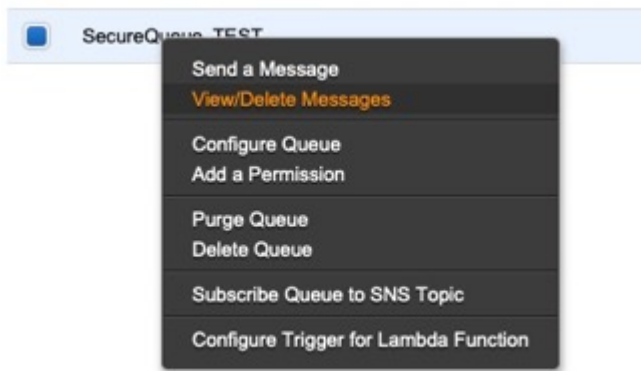 SecureQueue_TEST
Send a Message
View/Delete Messages
Configure Queue
Add a Permission
Purge Queue
Delete Queue
Subscribe Queue to SNS Topic
Configure Trigger for Lambda Function